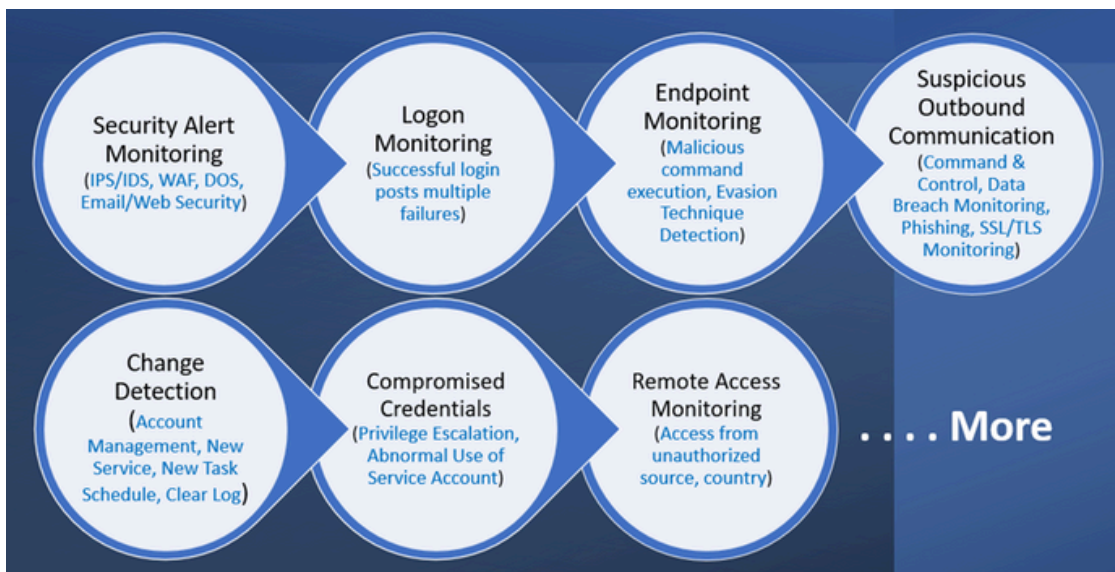 Security Alert
Monitoring
(IPS/IDS, WAF, DOS,
Email/Web Security)
Logon
Monitoring
(Successful login
posts multiple
failures)
Endpoint
Monitoring
(Malicious
command
execution, Evasion
Technique
Detection)
Suspicious
Outbound
Communication
(Command &
Control, Data
Breach Monitoring,
Phishing, SSL/TLS
Monitoring)
Change
Detection
(Account
Management, New
Service, New Task
Schedule, Clear Log)
Compromised
Credentials
(Privilege Escalation,
Abnormal Use of
Service Account)
Remote Access
Monitoring
(Access from
unauthorized
source, country)
. . . . More